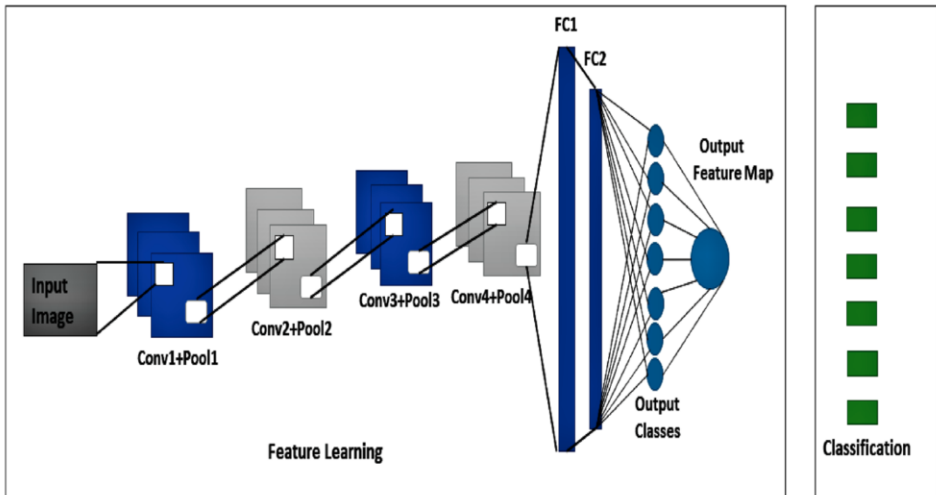 FC1
FC2
Output
Feature Map
Input
Image
Conv1+Pool1
Conv2+Pool2
Conv3+Pool3
Conv4+Pool4
Output
Classes
Feature Learning
Classification